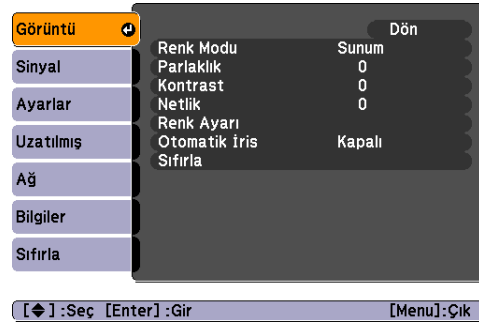 Görüntü
Sinyal
Ayarlar
Uzatılmış
Ağ
Bilgiler
Sıfırla
Dön
Renk Modu Sunum
Parlaklık 0
Kontrast 0
Netlik 0
Renk Ayarı
Otomatik İris Kapalı
Sıfırla
[ ] :Seç [Enter] :Gir [Menu]:Çık